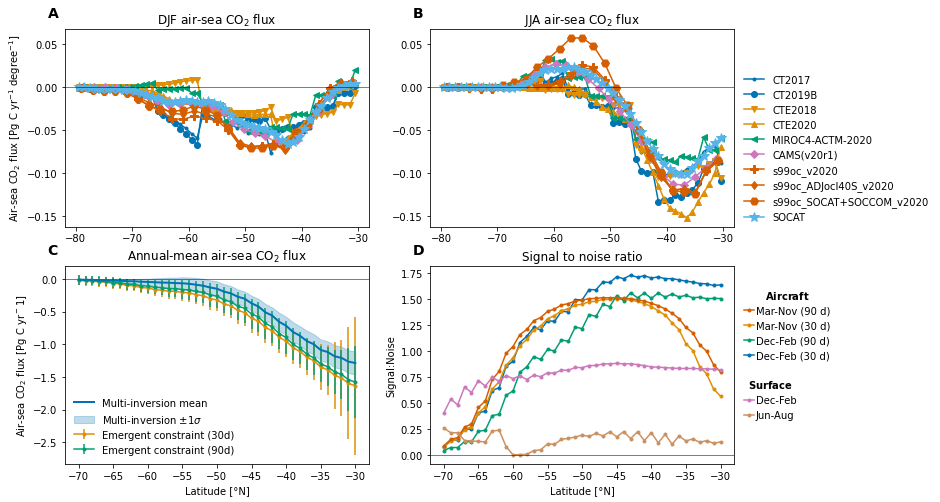 A
DJF air-sea CO2 flux
Air-sea CO2 flux [Pg C yr−1 degree−1]
0.05
0.00
−0.05
−0.10
−0.15
−80
−70
−60
−50
−40
−30
B
JJA air-sea CO2 flux
0.05
0.00
−0.05
−0.10
−0.15
−80
−70
−60
−50
−40
−30
CT2017
CT2019B
CTE2018
CTE2020
MIROC4-ACTM-2020
CAMS(v20r1)
s99oc_v2020
s99oc_ADJocI40S_v2020
s99oc_SOCAT+SOCCOM_v2020
SOCAT
C
Annual-mean air-sea CO2 flux
Air-sea CO2 flux [Pg yr−1]
0.0
−0.5
−1.0
−1.5
−2.0
−2.5
Multi-inversion mean
Multi-inversion ±1σ
Emergent constraint (30d)
Emergent constraint (90d)
−70
−65
−60
−55
−50
−45
−40
−35
−30
Latitude [°N]
D
Signal to noise ratio
Signal:Noise
1.75
1.50
1.25
1.00
0.75
0.50
0.25
0.00
−70
−65
−60
−55
−50
−45
−40
−35
−30
Latitude [°N]
Aircraft
Mar-Nov (90 d)
Mar-Nov (30 d)
Dec-Feb (90 d)
Dec-Feb (30 d)
Surface
Dec-Feb
Jun-Aug